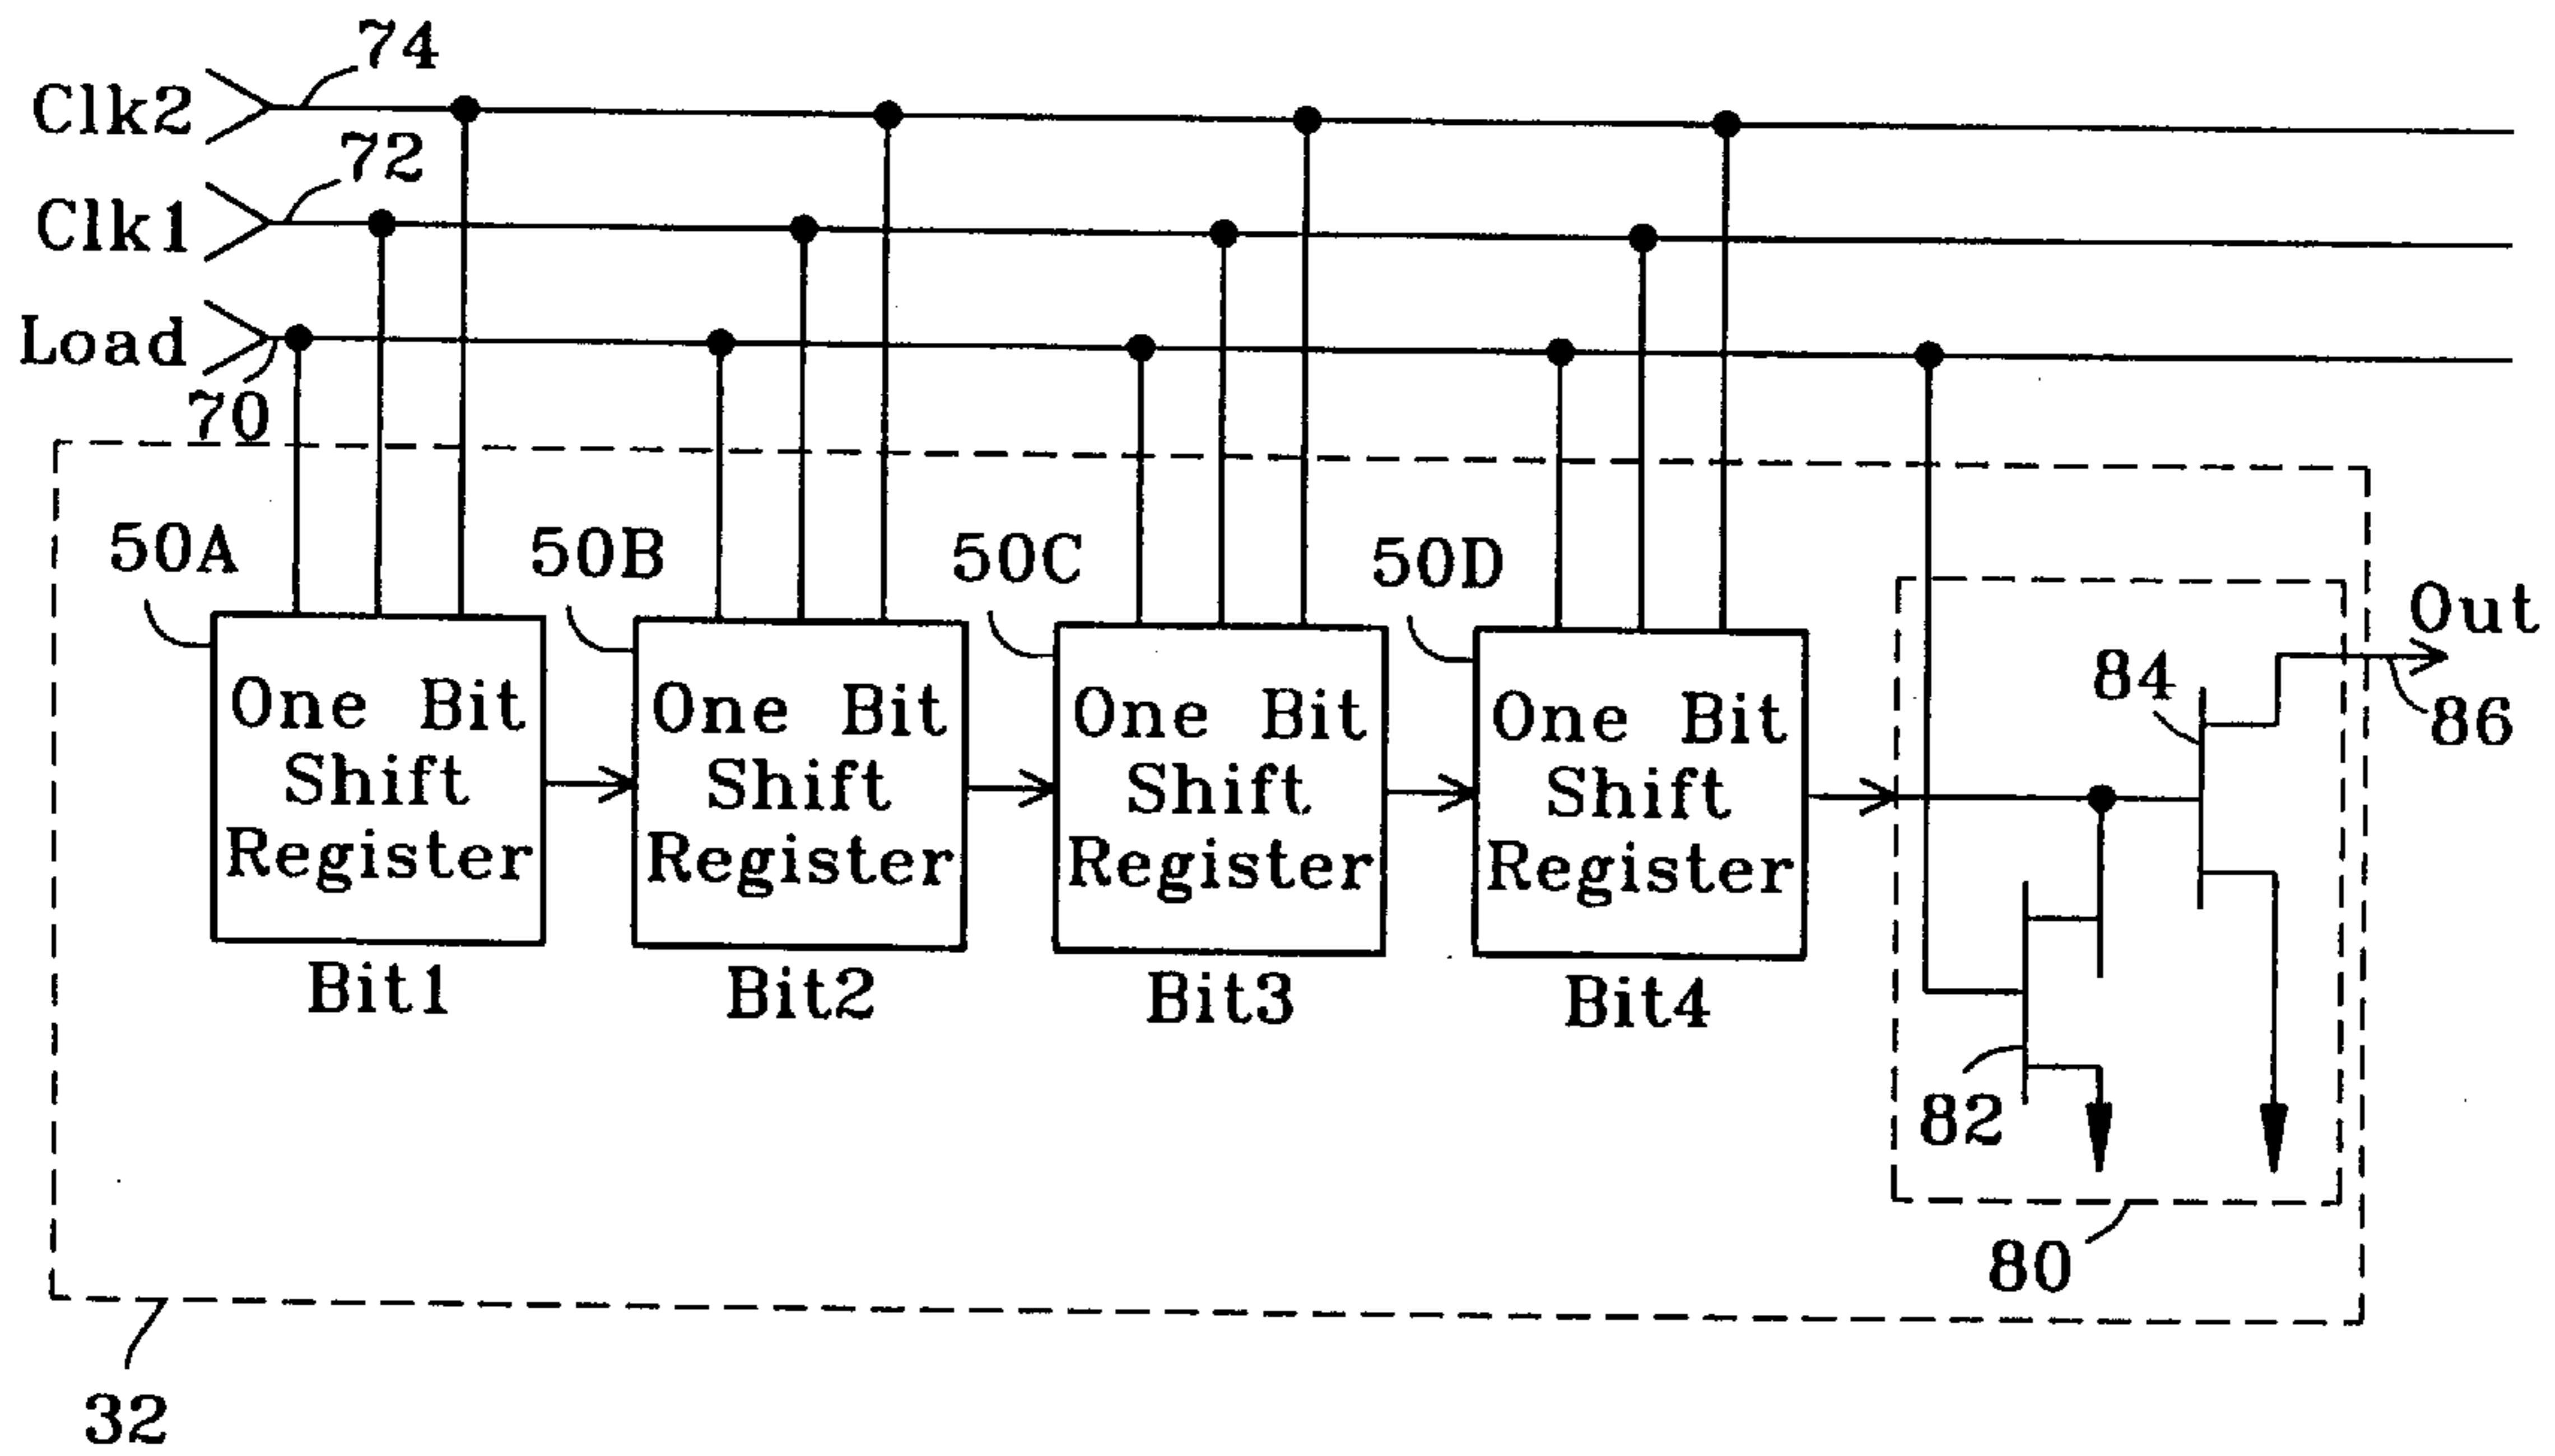 74
Clk2
72
Clk1
Load
70
50A
50B
50C
50D
Out
84
86
One Bit
Shift
Register
One Bit
Shift
Register
One Bit
Shift
Register
One Bit
Shift
Register
Bit1
Bit2
Bit3
Bit4
82
80
32